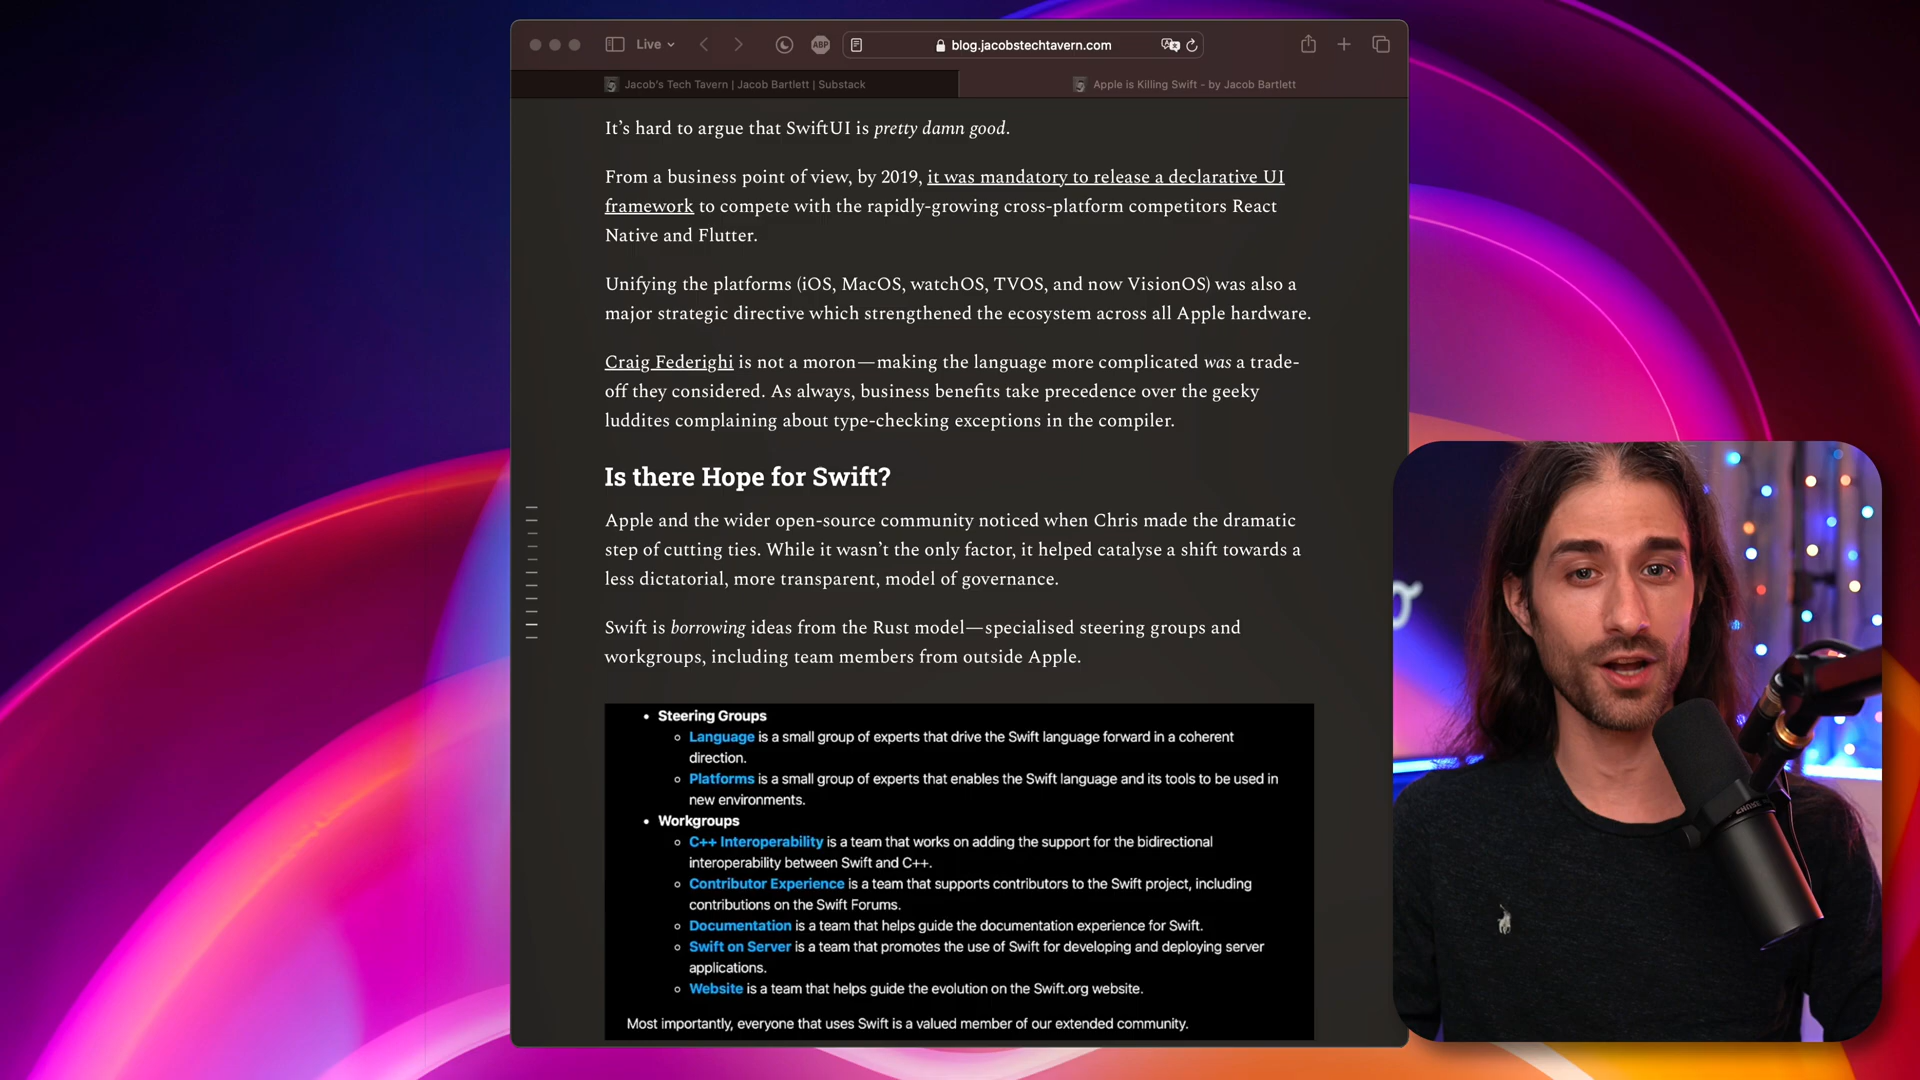 Live
ABP
blog.jacobstechtavern.com
Jacob's Tech Tavern | Jacob Bartlett | Substack
Apple is Killing Swift - by Jacob Bartlett
It's hard to argue that SwiftUI is pretty damn good.
From a business point of view, by 2019, it was mandatory to release a declarative UI
framework to compete with the rapidly-growing cross-platform competitors React
Native and Flutter.
Unifying the platforms (iOS, MacOS, watchOS, TVOS, and now VisionOS) was also a
major strategic directive which strengthened the ecosystem across all Apple hardware.
Craig Federighi is not a moron—making the language more complicated was a trade-
off they considered. As always, business benefits take precedence over the geeky
luddites complaining about type-checking exceptions in the compiler.
Is there Hope for Swift?
Apple and the wider open-source community noticed when Chris made the dramatic
step of cutting ties. While it wasn't the only factor, it helped catalyse a shift towards a
less dictatorial, more transparent, model of governance.
Swift is borrowing ideas from the Rust model—specialised steering groups and
workgroups, including team members from outside Apple.
• Steering Groups
○ Language is a small group of experts that drive the Swift language forward in a coherent
direction.
○ Platforms is a small group of experts that enables the Swift language and its tools to be used in
new environments.
• Workgroups
○ C++ Interoperability is a team that works on adding the support for the bidirectional
interoperability between Swift and C++.
○ Contributor Experience is a team that supports contributors to the Swift project, including
contributions on the Swift Forums.
○ Documentation is a team that helps guide the documentation experience for Swift.
○ Swift on Server is a team that promotes the use of Swift for developing and deploying server
applications.
○ Website is a team that helps guide the evolution on the Swift.org website.
Most importantly, everyone that uses Swift is a valued member of our extended community.